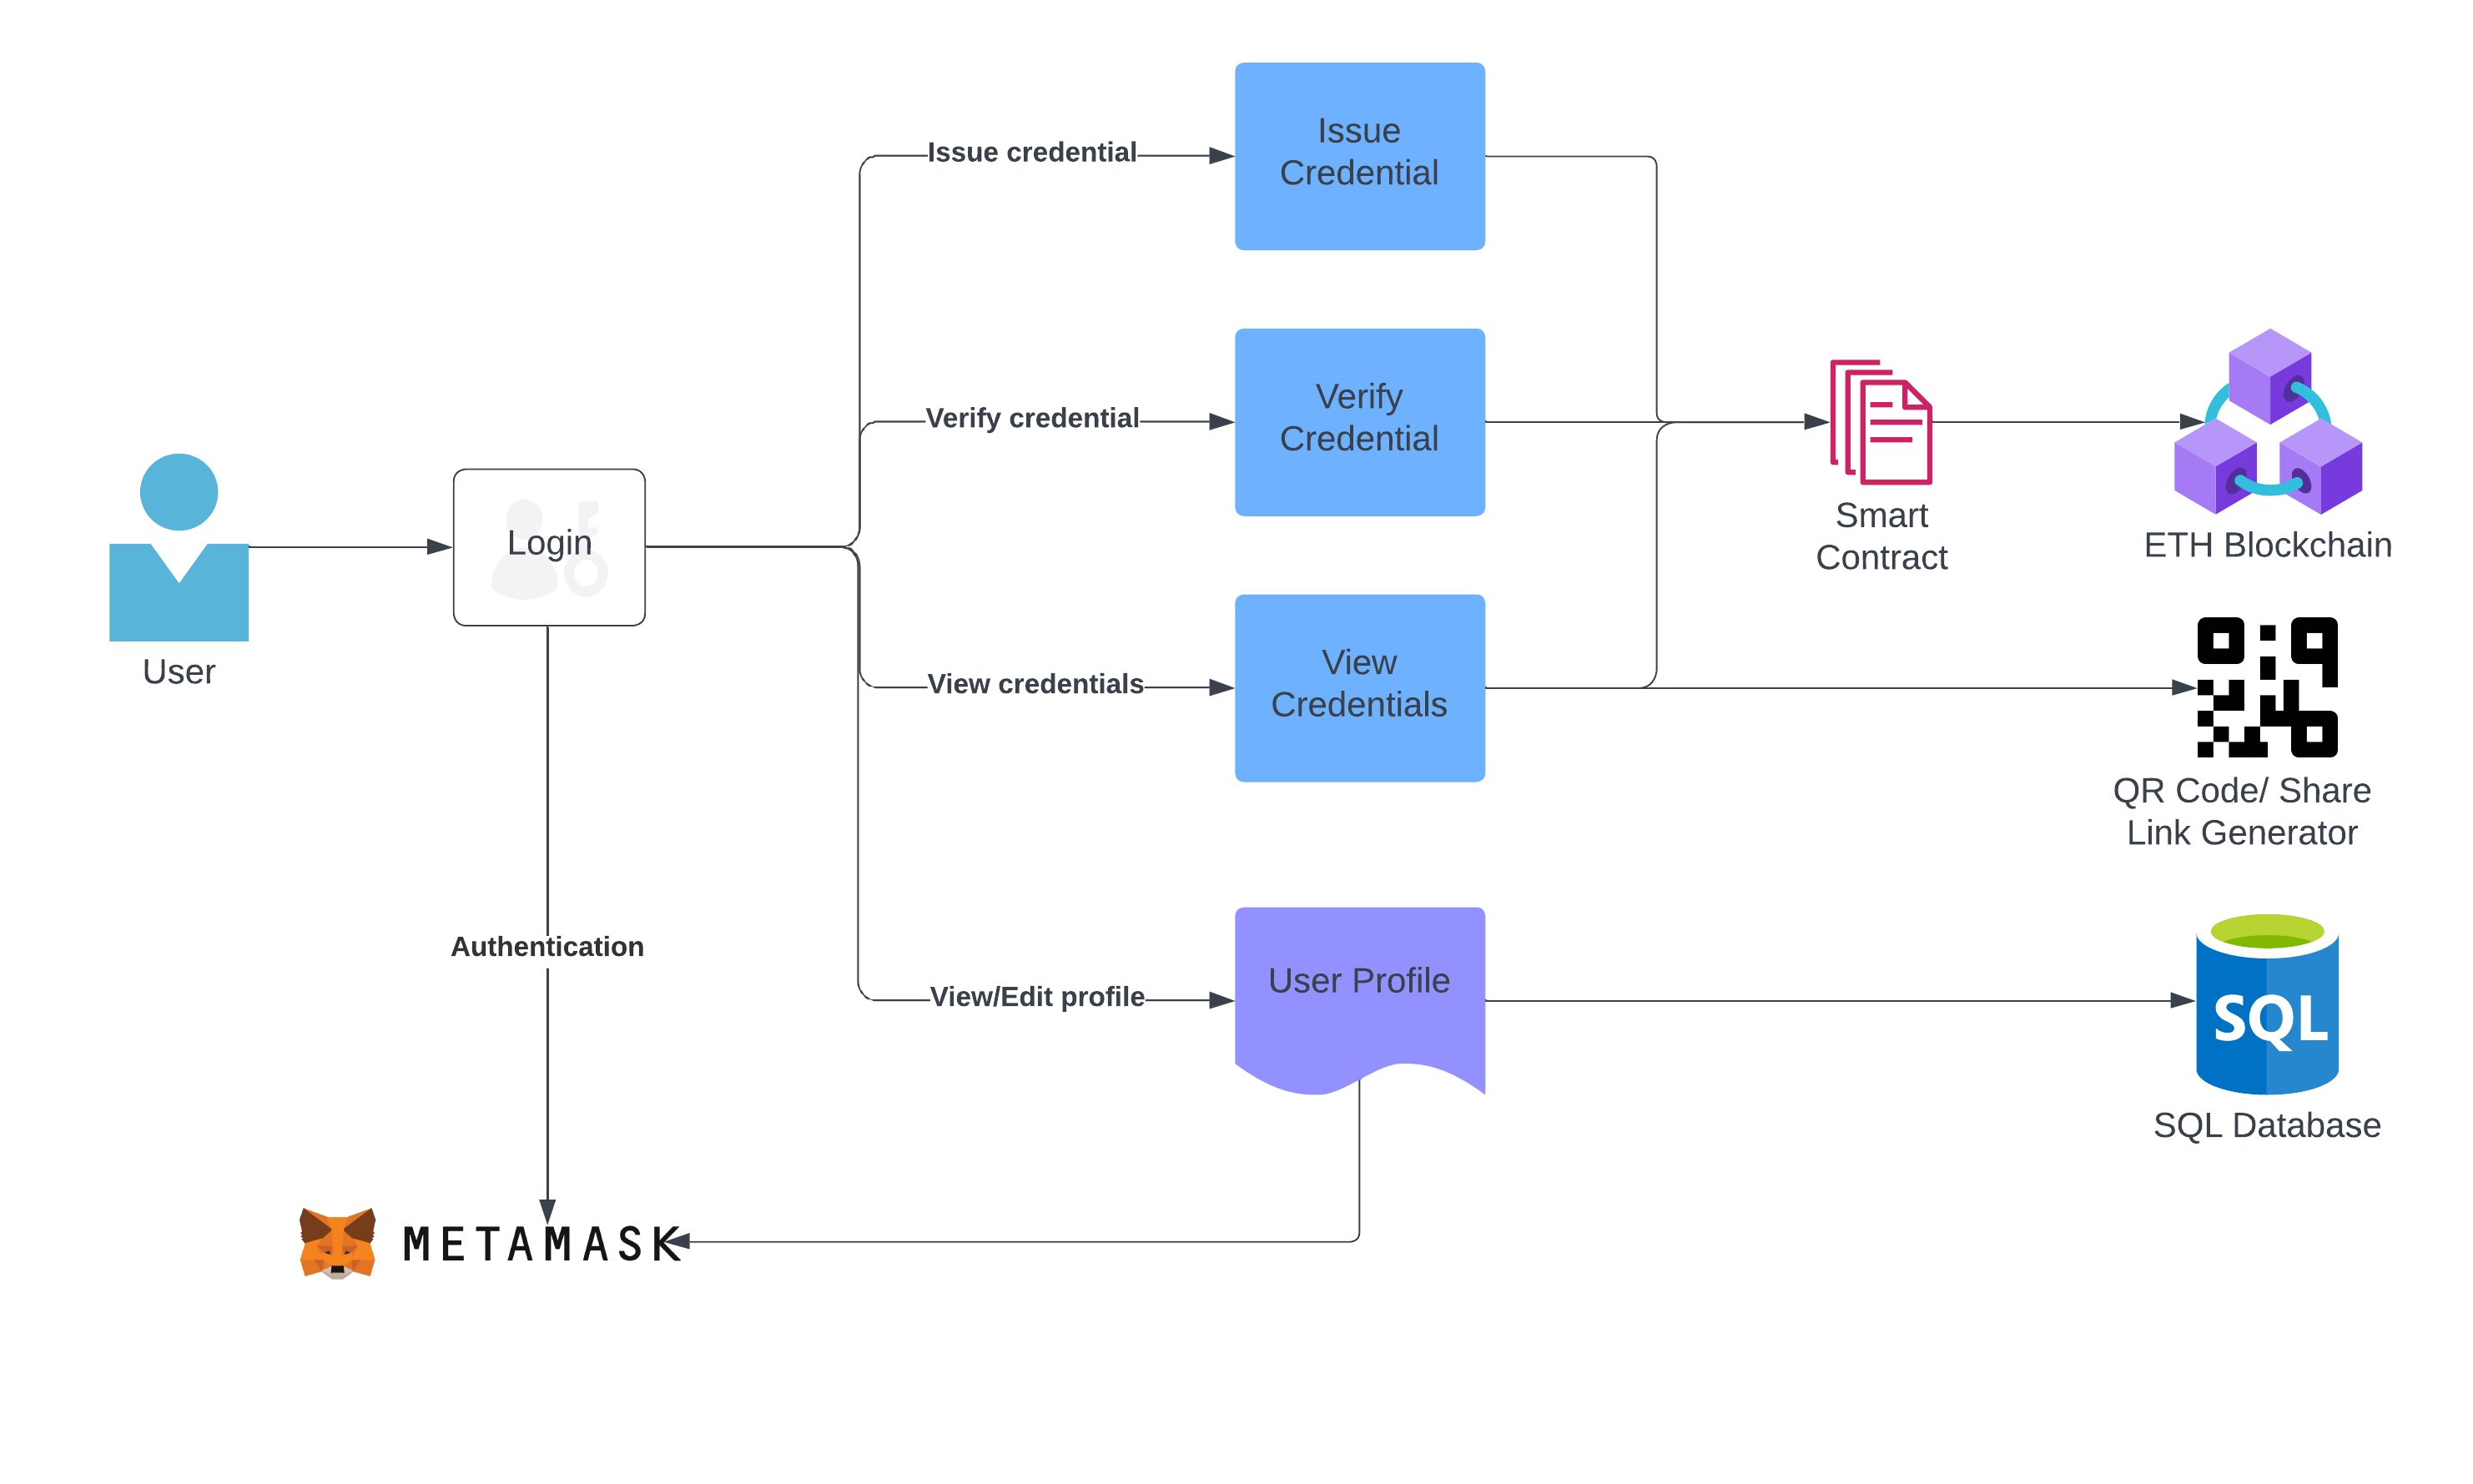 Issue
Credential
Issue credential
Verify
Credential
Verify credential
Smart
Contract
ETH Blockchain
Login
User
View
Credentials
View credentials
QR Code/ Share
Link Generator
Authentication
User Profile
View/Edit profile
SQL
SQL Database
METAMASK